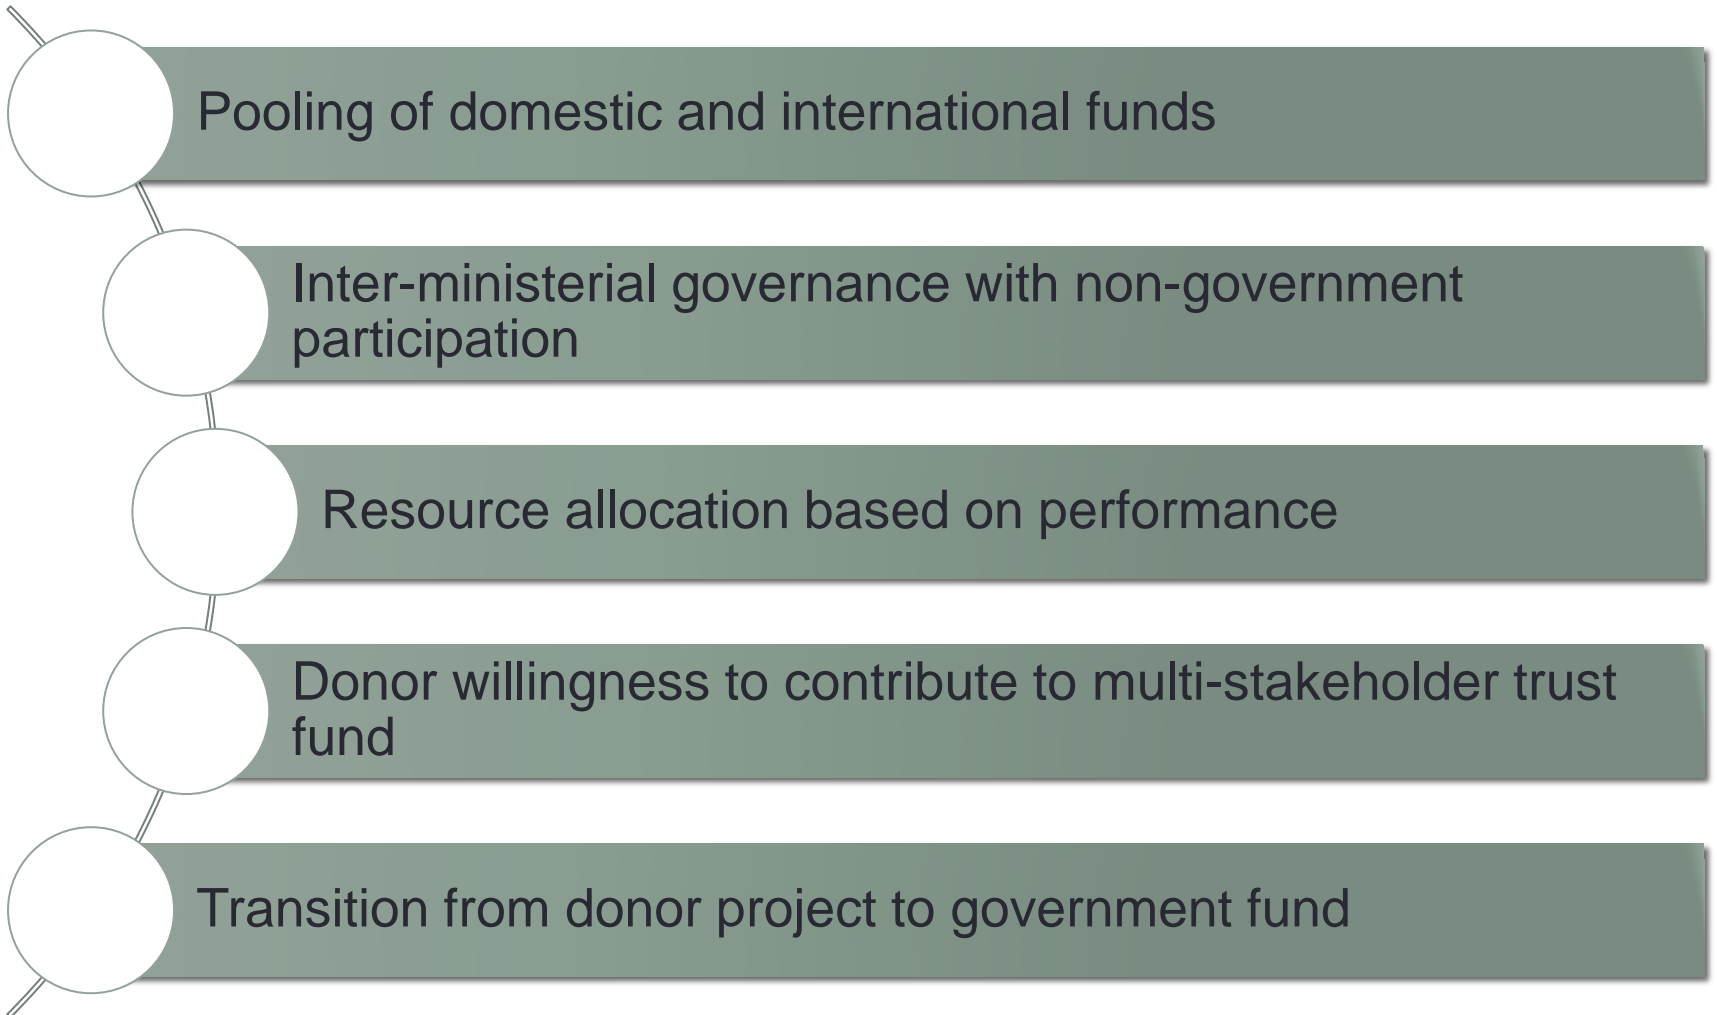 Pooling of domestic and international funds
Inter-ministerial governance with non-government
participation
Resource allocation based on performance
Donor willingness to contribute to multi-stakeholder trust
fund
Transition from donor project to government fund